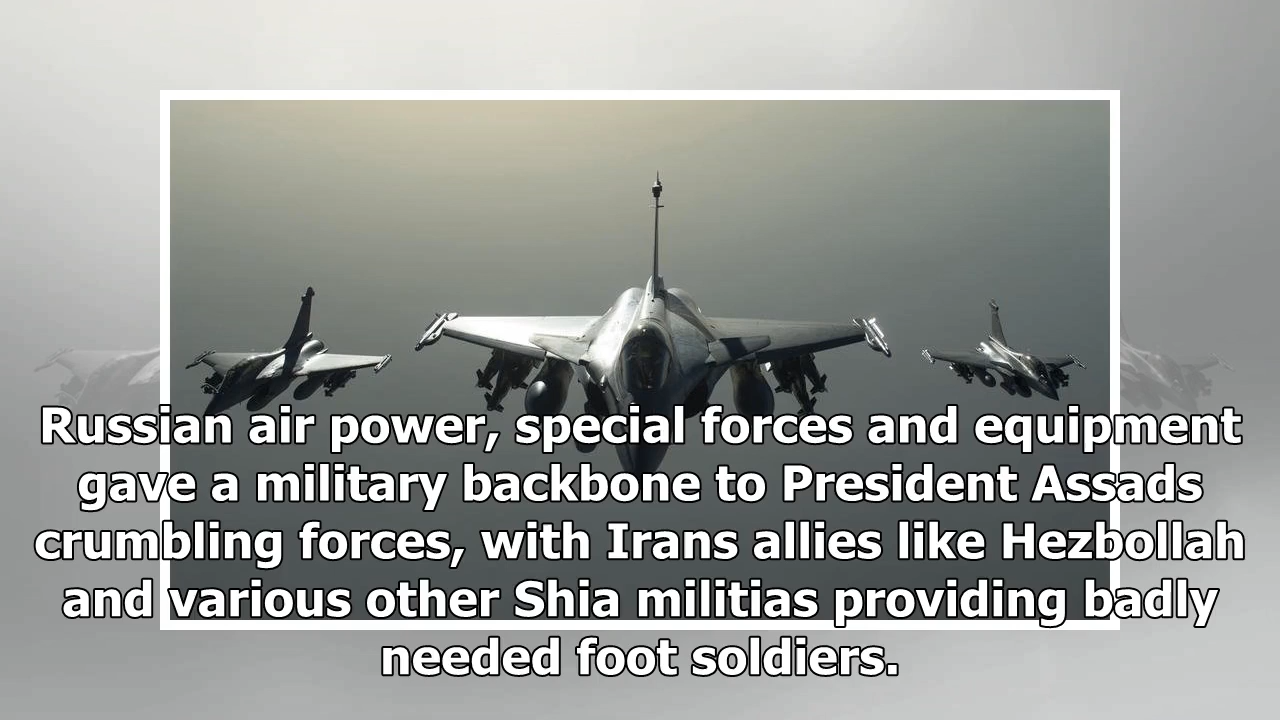 Russian air power, special forces and equipment
gave a military backbone to President Assads
crumbling forces, with Irans allies like Hezbollah
and various other Shia militias providing badly
needed foot soldiers.